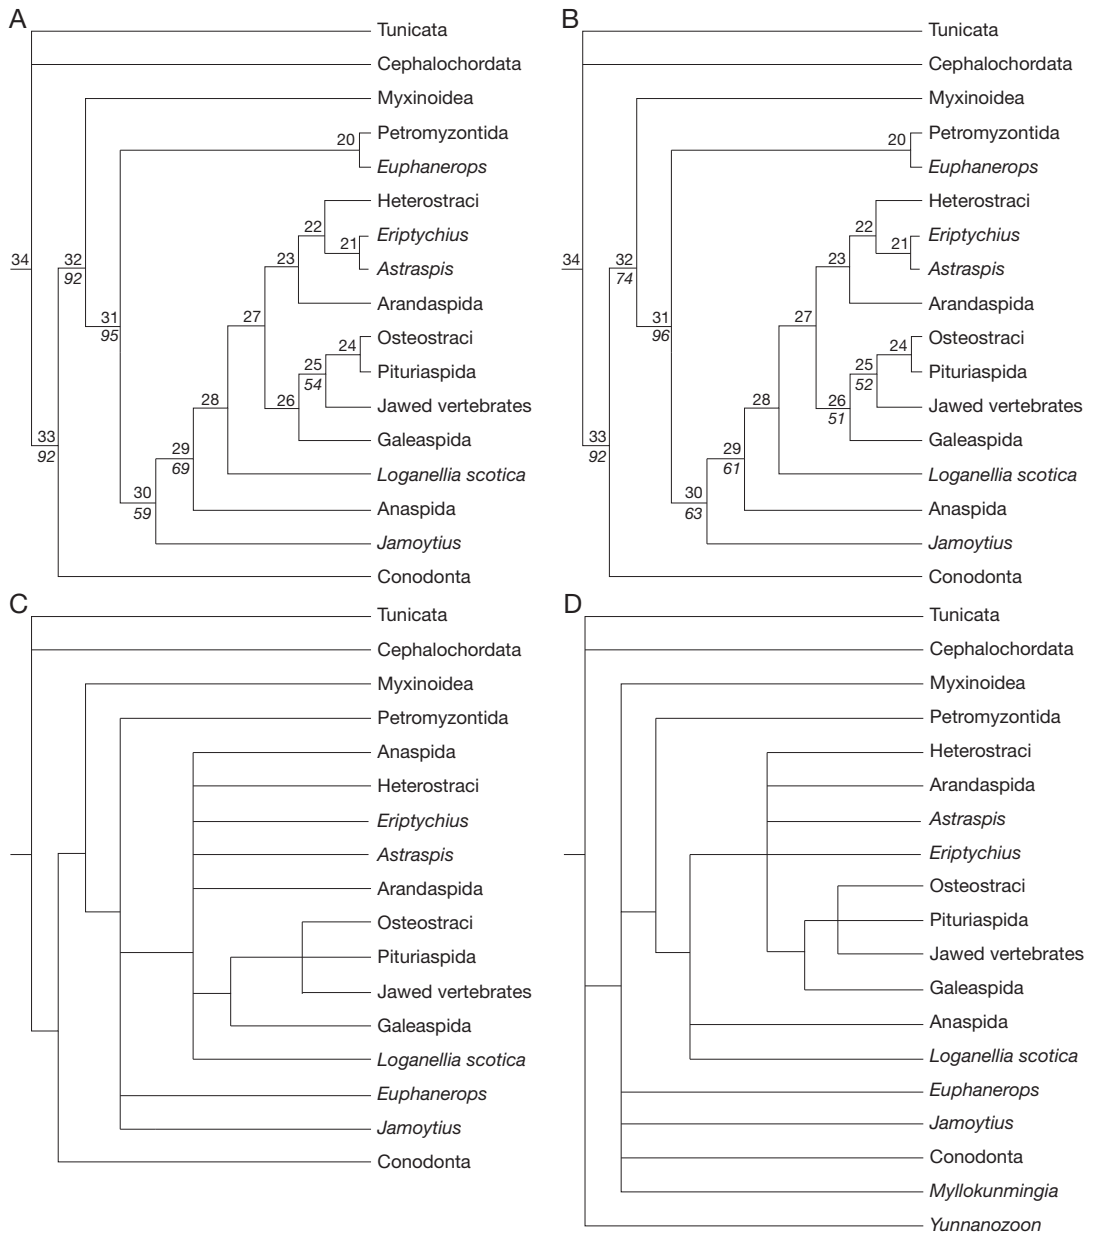 A
Tunicata
Cephalochordata
Myxinoidea
20
Petromyzontida
Euphanerops
Heterostraci
22
Eriptychius
21
23
34
32
92
Astraspis
Arandaspida
27
31
95
Osteostraci
24
25
54
Pituriaspida
28
26
Jawed vertebrates
33
92
29
69
Galeaspida
Loganellia scotica
30
59
Anaspida
Jamoytius
Conodonta
B
Tunicata
Cephalochordata
Myxinoidea
20
Petromyzontida
Euphanerops
Heterostraci
22
Eriptychius
21
23
34
32
74
Astraspis
Arandaspida
27
31
96
Osteostraci
24
25
52
Pituriaspida
28
26
51
Jawed vertebrates
33
92
29
61
Galeaspida
Loganellia scotica
30
63
Anaspida
Jamoytius
Conodonta
C
Tunicata
Cephalochordata
Myxinoidea
Petromyzontida
Anaspida
Heterostraci
Eriptychius
Astraspis
Arandaspida
Osteostraci
Pituriaspida
Jawed vertebrates
Galeaspida
Loganellia scotica
Euphanerops
Jamoytius
Conodonta
D
Tunicata
Cephalochordata
Myxinoidea
Petromyzontida
Heterostraci
Arandaspida
Astraspis
Eriptychius
Osteostraci
Pituriaspida
Jawed vertebrates
Galeaspida
Anaspida
Loganellia scotica
Euphanerops
Jamoytius
Conodonta
Myllokunmingia
Yunnanozoon